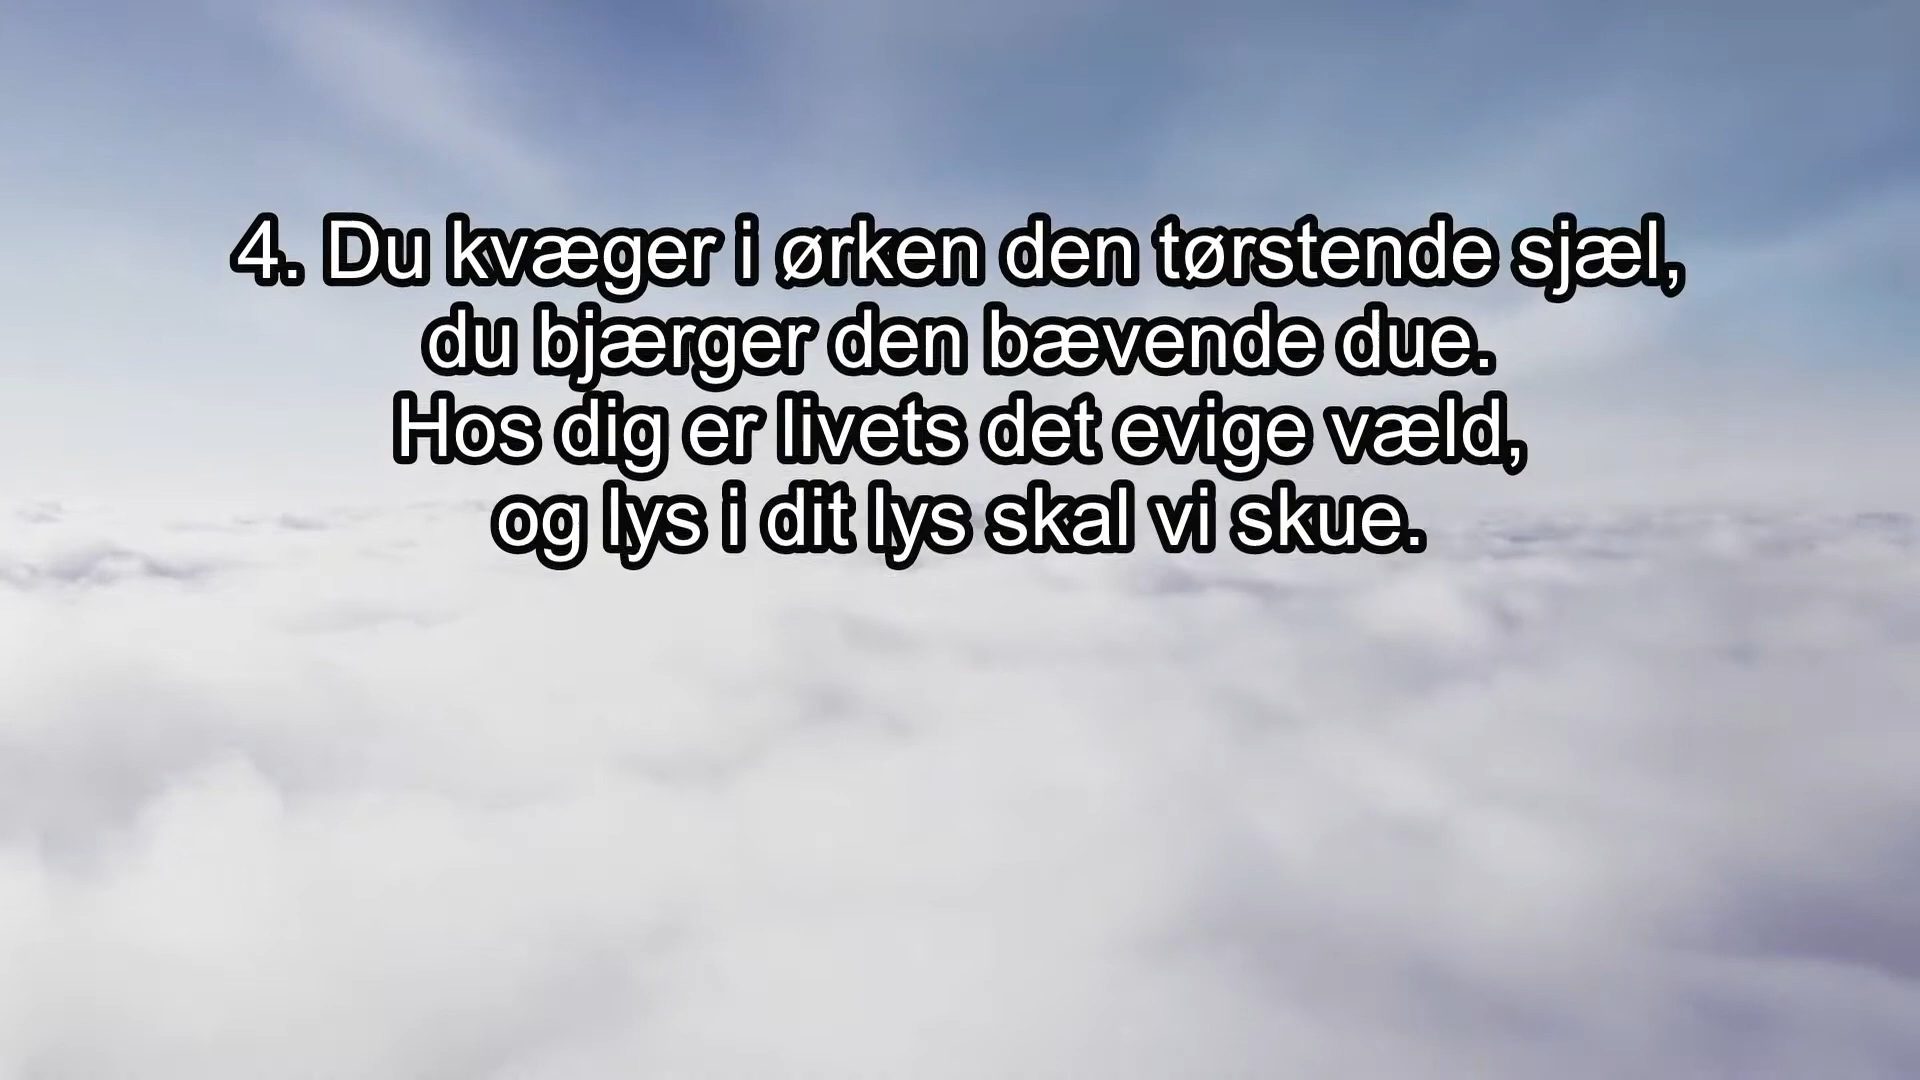 4. Du kvæger i ørken den tørstende sjæl,
du bjærger den bævende due.
Hos dig er livets det evige væld,
og lys i dit lys skal vi skue.